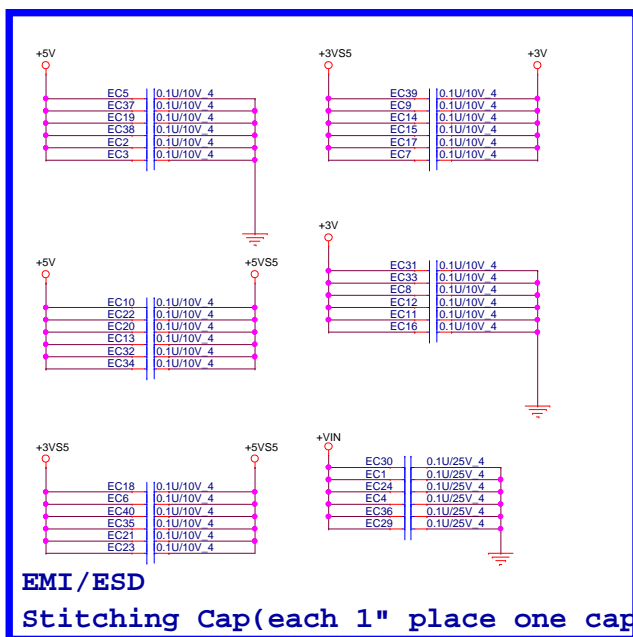 +5V
EC5 0.1U/10V_4
EC37 0.1U/10V_4
EC19 0.1U/10V_4
EC38 0.1U/10V_4
EC2 0.1U/10V_4
EC3 0.1U/10V_4
+3VS5 +3V
EC39 0.1U/10V_4
EC9 0.1U/10V_4
EC14 0.1U/10V_4
EC15 0.1U/10V_4
EC17 0.1U/10V_4
EC7 0.1U/10V_4
+5V +5VS5
EC10 0.1U/10V_4
EC22 0.1U/10V_4
EC20 0.1U/10V_4
EC13 0.1U/10V_4
EC32 0.1U/10V_4
EC34 0.1U/10V_4
+3V
EC31 0.1U/10V_4
EC33 0.1U/10V_4
EC8 0.1U/10V_4
EC12 0.1U/10V_4
EC11 0.1U/10V_4
EC16 0.1U/10V_4
+3VS5 +5VS5
EC18 0.1U/10V_4
EC6 0.1U/10V_4
EC40 0.1U/10V_4
EC35 0.1U/10V_4
EC21 0.1U/10V_4
EC23 0.1U/10V_4
+VIN
EC30 0.1U/25V_4
EC1 0.1U/25V_4
EC24 0.1U/25V_4
EC4 0.1U/25V_4
EC36 0.1U/25V_4
EC29 0.1U/25V_4
EMI/ESD
Stitching Cap(each 1" place one cap